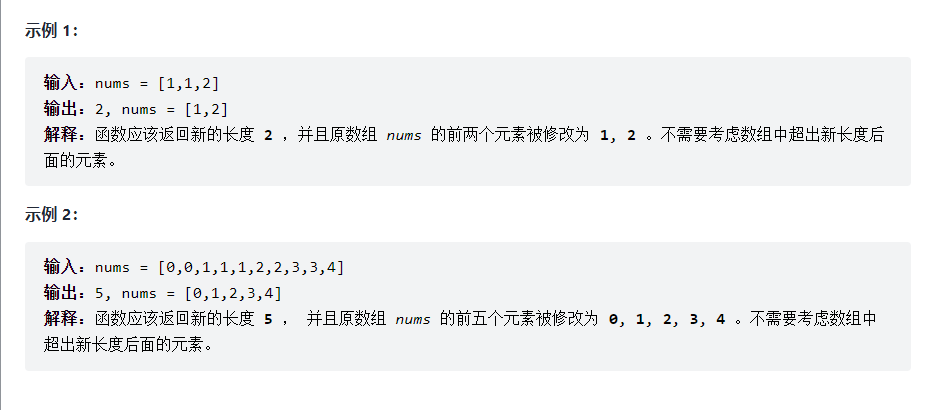 示例 1：
输入：nums = [1,1,2]
输出：2, nums = [1,2]
解释：函数应该返回新的长度 2 ，并且原数组 nums 的前两个元素被修改为 1, 2 。不需要考虑数组中超出新长度后
面的元素。
示例 2：
输入：nums = [0,0,1,1,1,2,2,3,3,4]
输出：5, nums = [0,1,2,3,4]
解释：函数应该返回新的长度 5 ， 并且原数组 nums 的前五个元素被修改为 0, 1, 2, 3, 4 。不需要考虑数组中
超出新长度后面的元素。